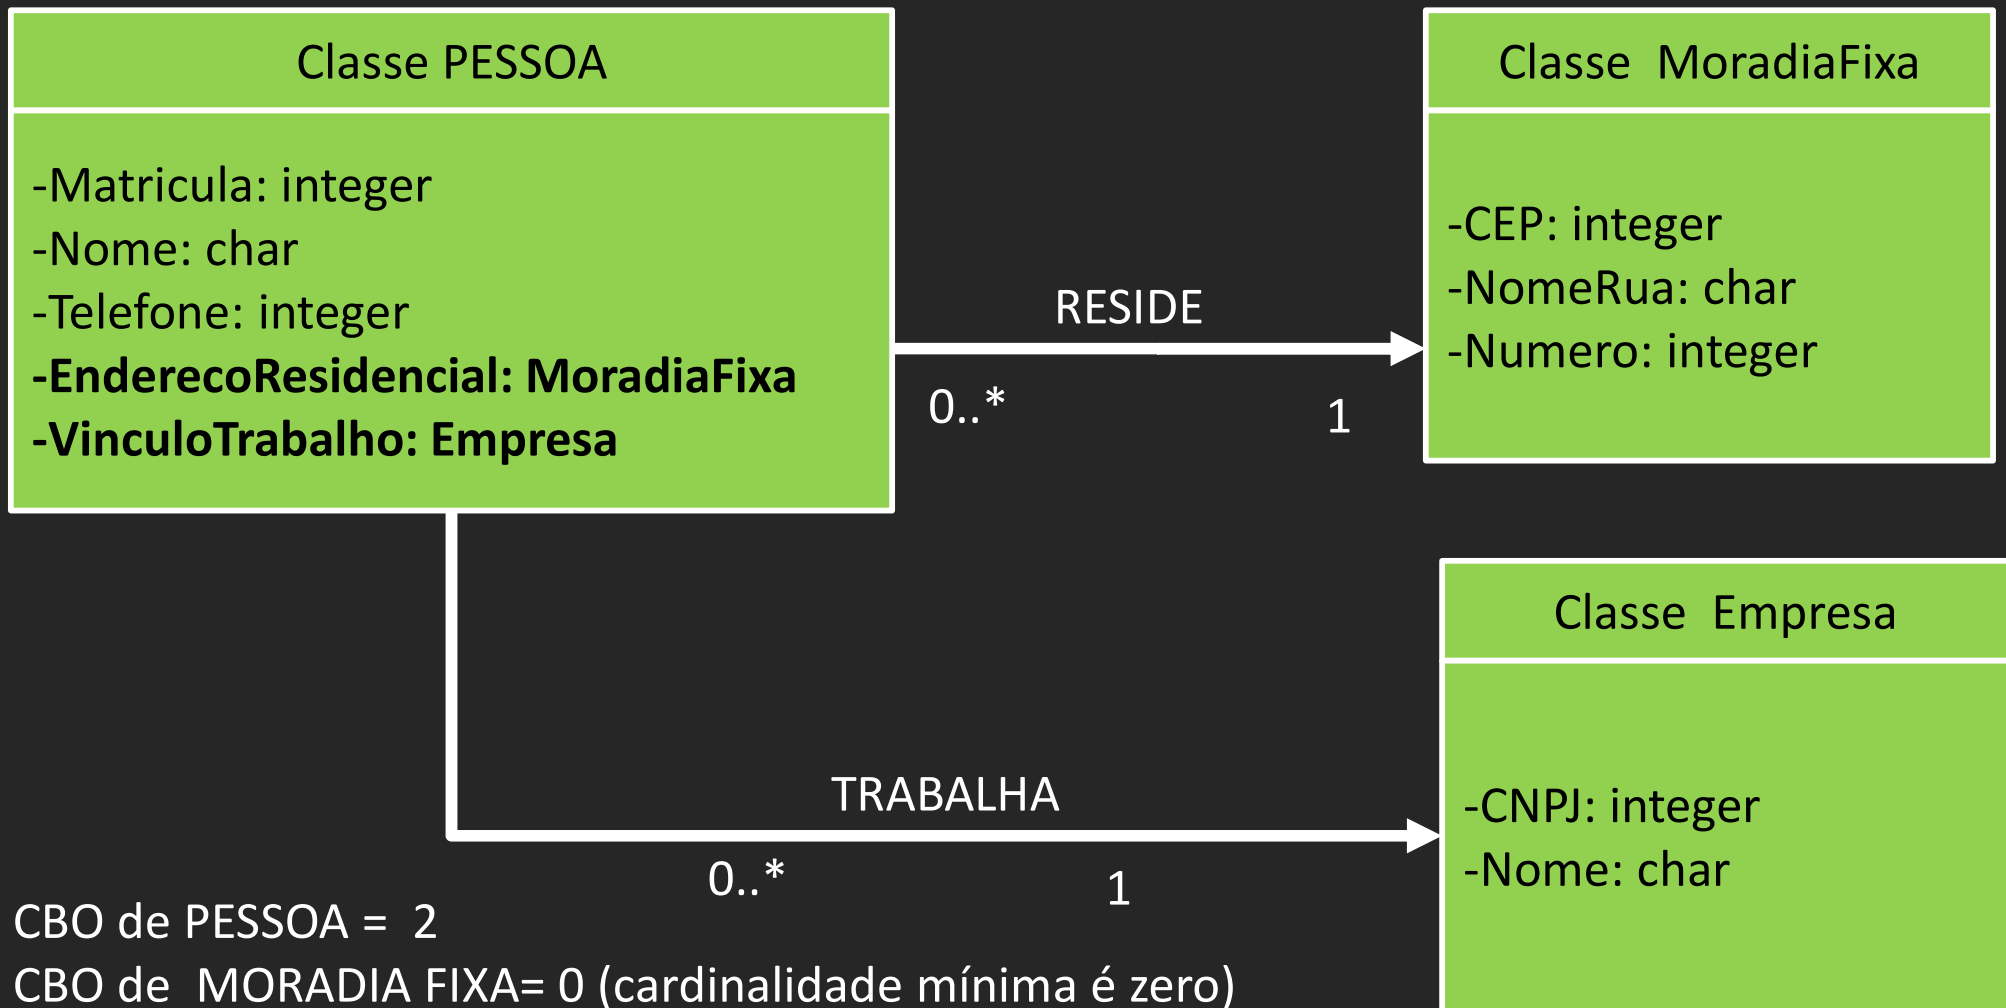 Classe PESSOA
-Matricula: integer
-Nome: char
-Telefone: integer
-EnderecoResidencial: MoradiaFixa
-VinculoTrabalho: Empresa
RESIDE
0..*
1
Classe MoradiaFixa
-CEP: integer
-NomeRua: char
-Numero: integer
TRABALHA
0..*
1
Classe Empresa
-CNPJ: integer
-Nome: char
CBO de PESSOA = 2
CBO de MORADIA FIXA= 0 (cardinalidade mínima é zero)